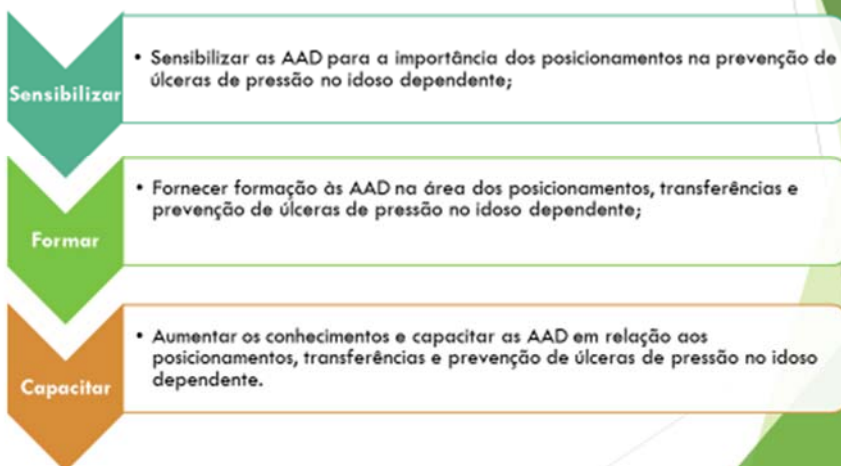 Sensibilizar
• Sensibilizar as AAD para a importância dos posicionamentos na prevenção de
úlceras de pressão no idoso dependente;
Formar
• Fornecer formação às AAD na área dos posicionamentos, transferências e
prevenção de úlceras de pressão no idoso dependente;
Capacitar
• Aumentar os conhecimentos e capacitar as AAD em relação aos
posicionamentos, transferências e prevenção de úlceras de pressão no idoso
dependente.